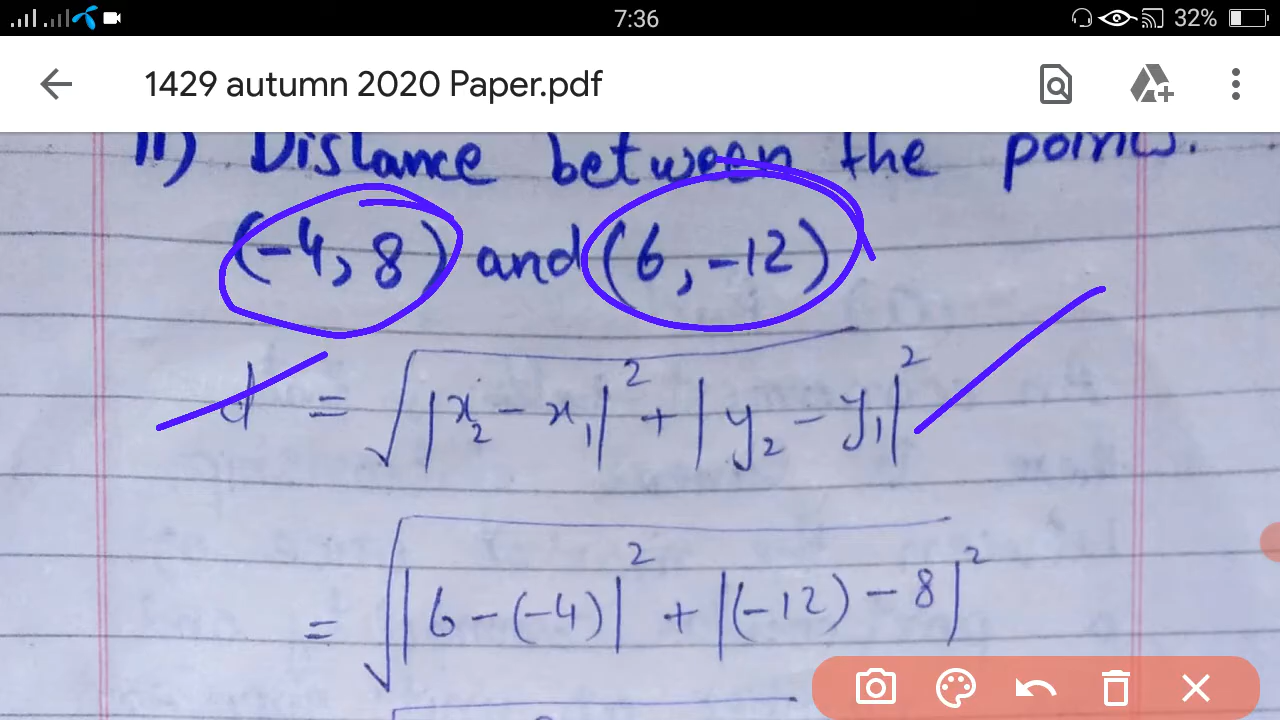 7:36
32%
1429 autumn 2020 Paper.pdf
11) Distance between the points.
(-4, 8) and (6, -12)
d = √|x₂ - x₁|² + |y₂ - y₁|²
= √|6 - (-4)|² + |(-12) - 8|²